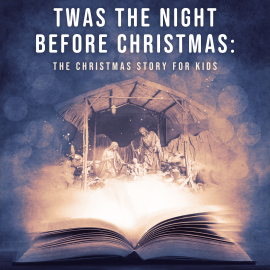 TWAS THE NIGHT
BEFORE CHRISTMAS:
THE CHRISTMAS STORY FOR KIDS